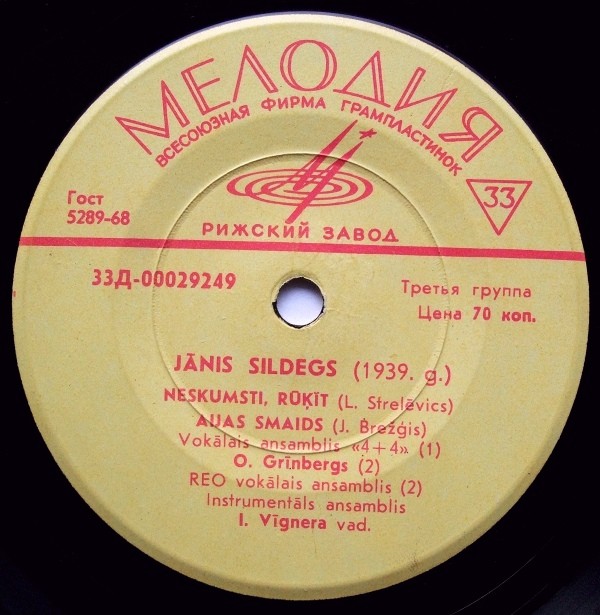 МЕЛОДИЯ
ВСЕСОЮЗНАЯ ФИРМА ГРАМПЛАСТИНОК
33
Гост
5289-68
РИЖСКИЙ ЗАВОД
33Д-00029249
Третья группа
Цена 70 коп.
JĀNIS SILDEGS (1939. g.)
NESKUMSTI, RŪĶĪT (L. Strelēvics)
AIJAS SMAIDS (J. Brežģis)
Vokālais ansamblis «4+4» (1)
O. Grīnbergs (2)
REO vokālais ansamblis (2)
Instrumentāls ansamblis
I. Vīgnera vad.